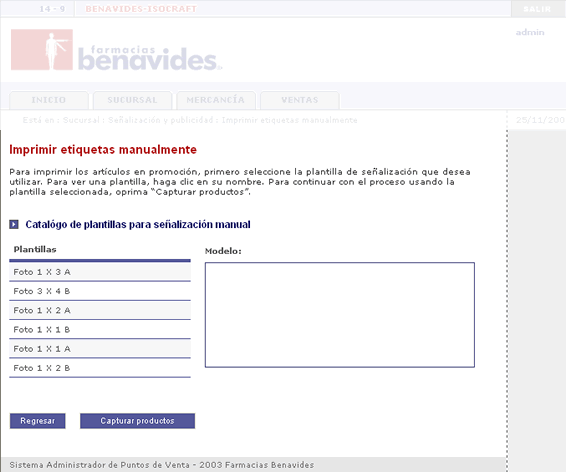 14 - 9 BENAVIDES-ISOCRAFT SALIR
farmacias
benavides
admin
INICIO SUCURSAL MERCANCÍA VENTAS
Está en : Sucursal : Señalización y publicidad : Imprimir etiquetas manualmente 25/11/200
Imprimir etiquetas manualmente
Para imprimir los artículos en promoción, primero seleccione la plantilla de señalización que desea
utilizar. Para ver una plantilla, haga clic en su nombre. Para continuar con el proceso usando la
plantilla seleccionada, oprima "Capturar productos".
Catalógo de plantillas para señalización manual
Plantillas Modelo:
Foto 1 X 3 A
Foto 3 X 4 B
Foto 1 X 2 A
Foto 1 X 1 B
Foto 1 X 1 A
Foto 1 X 2 B
Regresar Capturar productos
Sistema Administrador de Puntos de Venta - 2003 Farmacias Benavides